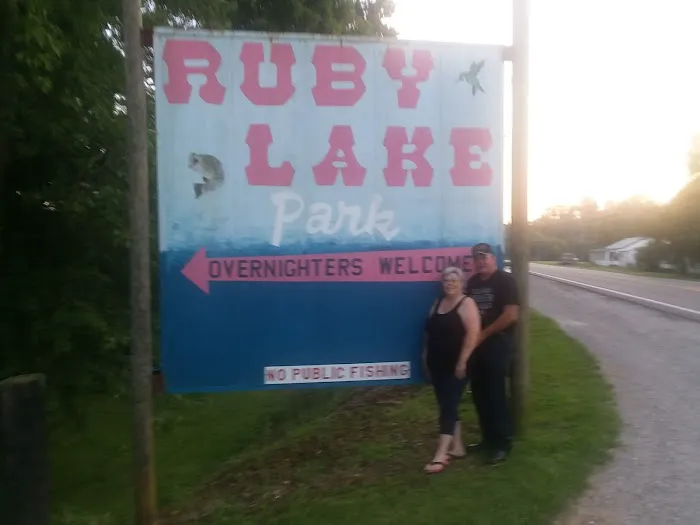 RUBY
LAKE
Park
OVERNIGHTERS WELCOME
NO PUBLIC FISHING